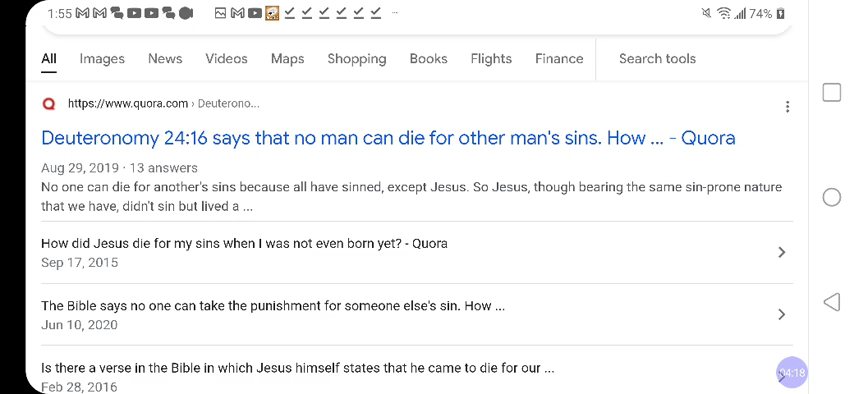 1:55 74%
All Images News Videos Maps Shopping Books Flights Finance Search tools
https://www.quora.com › Deuterono...
Deuteronomy 24:16 says that no man can die for other man's sins. How ... - Quora
Aug 29, 2019 · 13 answers
No one can die for another's sins because all have sinned, except Jesus. So Jesus, though bearing the same sin-prone nature
that we have, didn't sin but lived a ...
How did Jesus die for my sins when I was not even born yet? - Quora
Sep 17, 2015
The Bible says no one can take the punishment for someone else's sin. How ...
Jun 10, 2020
Is there a verse in the Bible in which Jesus himself states that he came to die for our ...
04:18
Feb 28, 2016